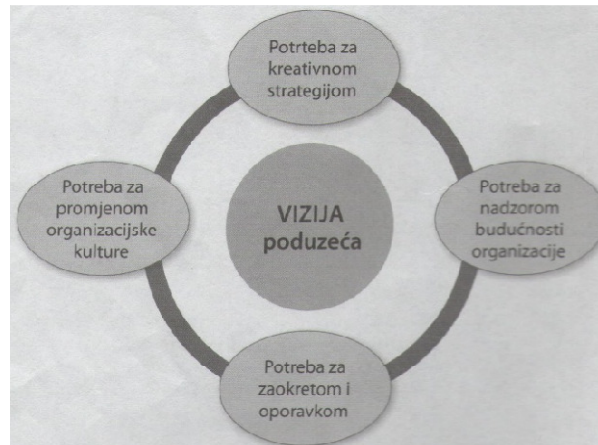 Potrteba za
kreativnom
strategijom
Potreba za
promjenom
organizacijske
kulture
VIZIJA
poduzeća
Potreba za
nadzorom
budućnosti
organizacije
Potreba za
zaokretom i
oporavkom